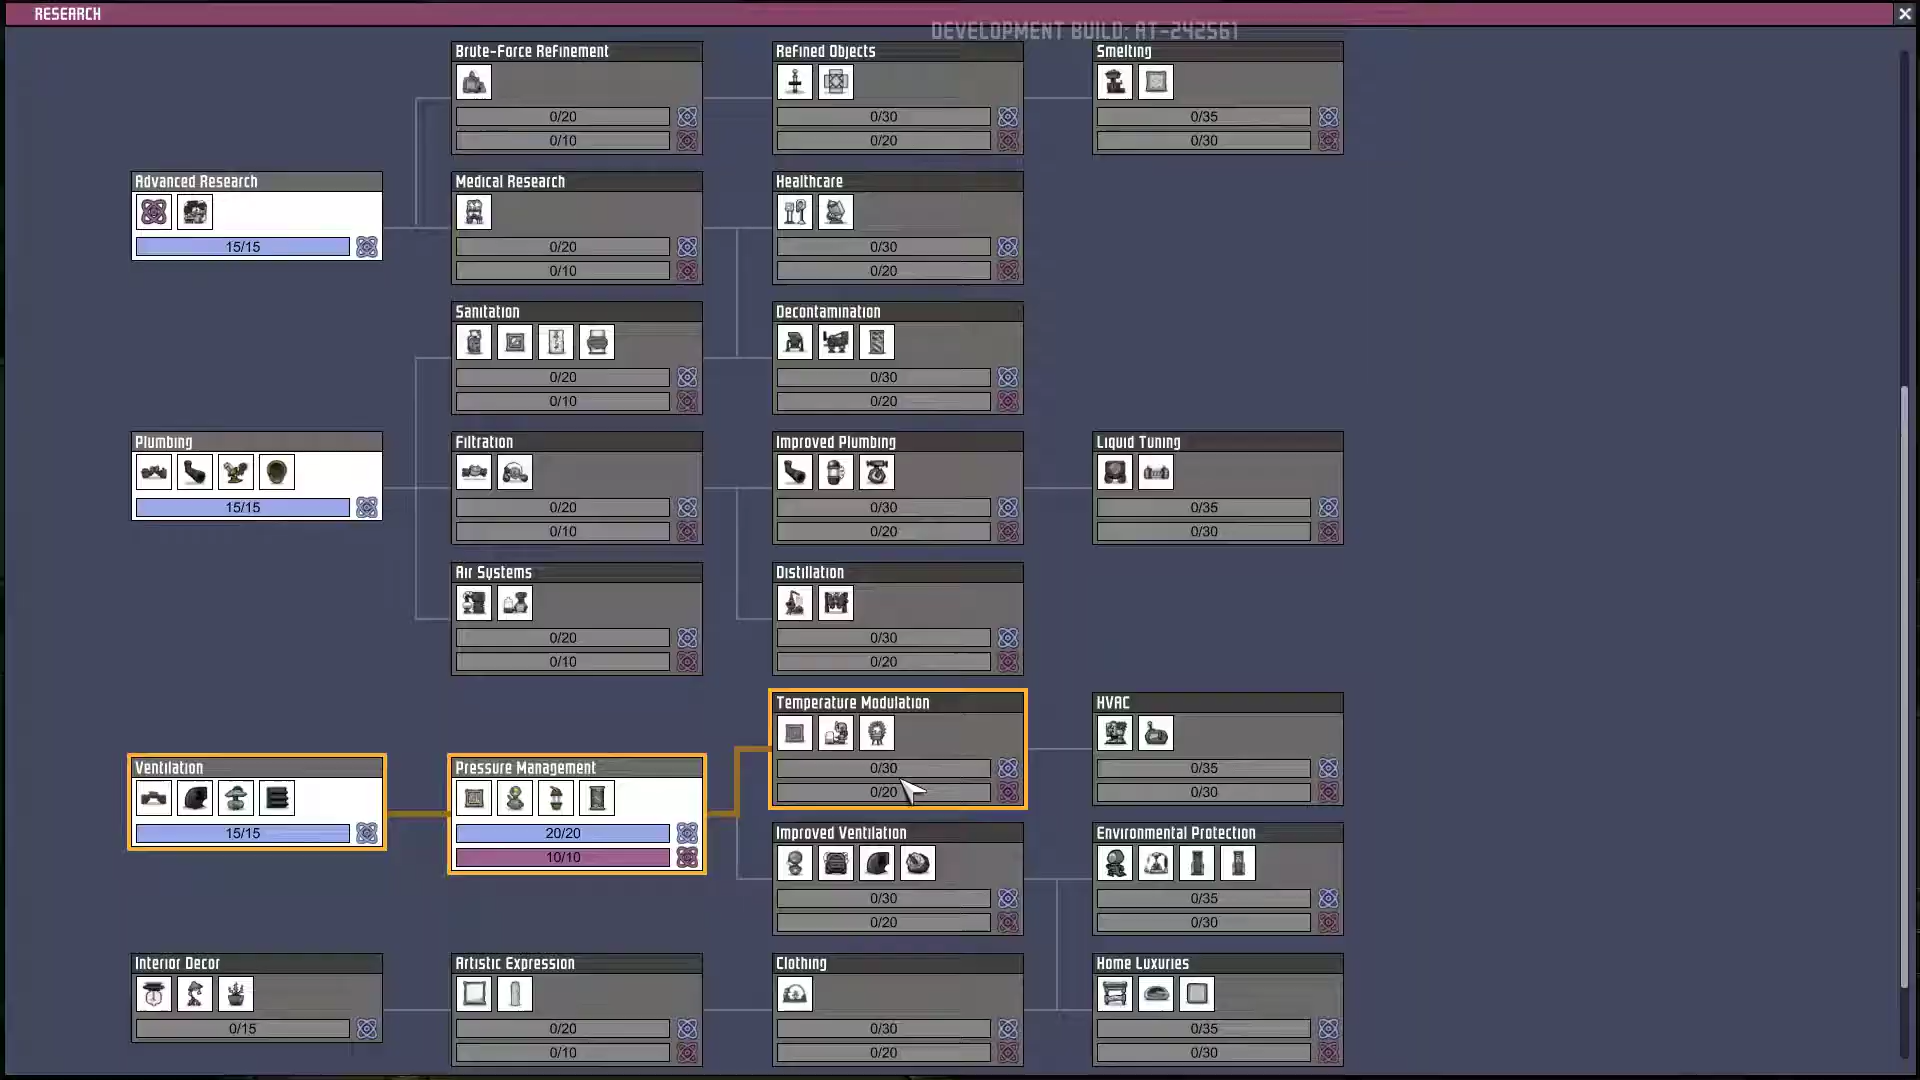 RESEARCH
DEVELOPMENT BUILD: AT-242561
Brute-Force Refinement
0/20
0/10
Refined Objects
0/30
0/20
Smelting
0/35
0/30
Advanced Research
15/15
Medical Research
0/20
0/10
Healthcare
0/30
0/20
Sanitation
0/20
0/10
Decontamination
0/30
0/20
Plumbing
15/15
Filtration
0/20
0/10
Improved Plumbing
0/30
0/20
Liquid Tuning
0/35
0/30
Air Systems
0/20
0/10
Distillation
0/30
0/20
Temperature Modulation
0/30
0/20
HVAC
0/35
0/30
Ventilation
15/15
Pressure Management
20/20
10/10
Improved Ventilation
0/30
0/20
Environmental Protection
0/35
0/30
Interior Decor
0/15
Artistic Expression
0/20
0/10
Clothing
0/30
0/20
Home Luxuries
0/35
0/30